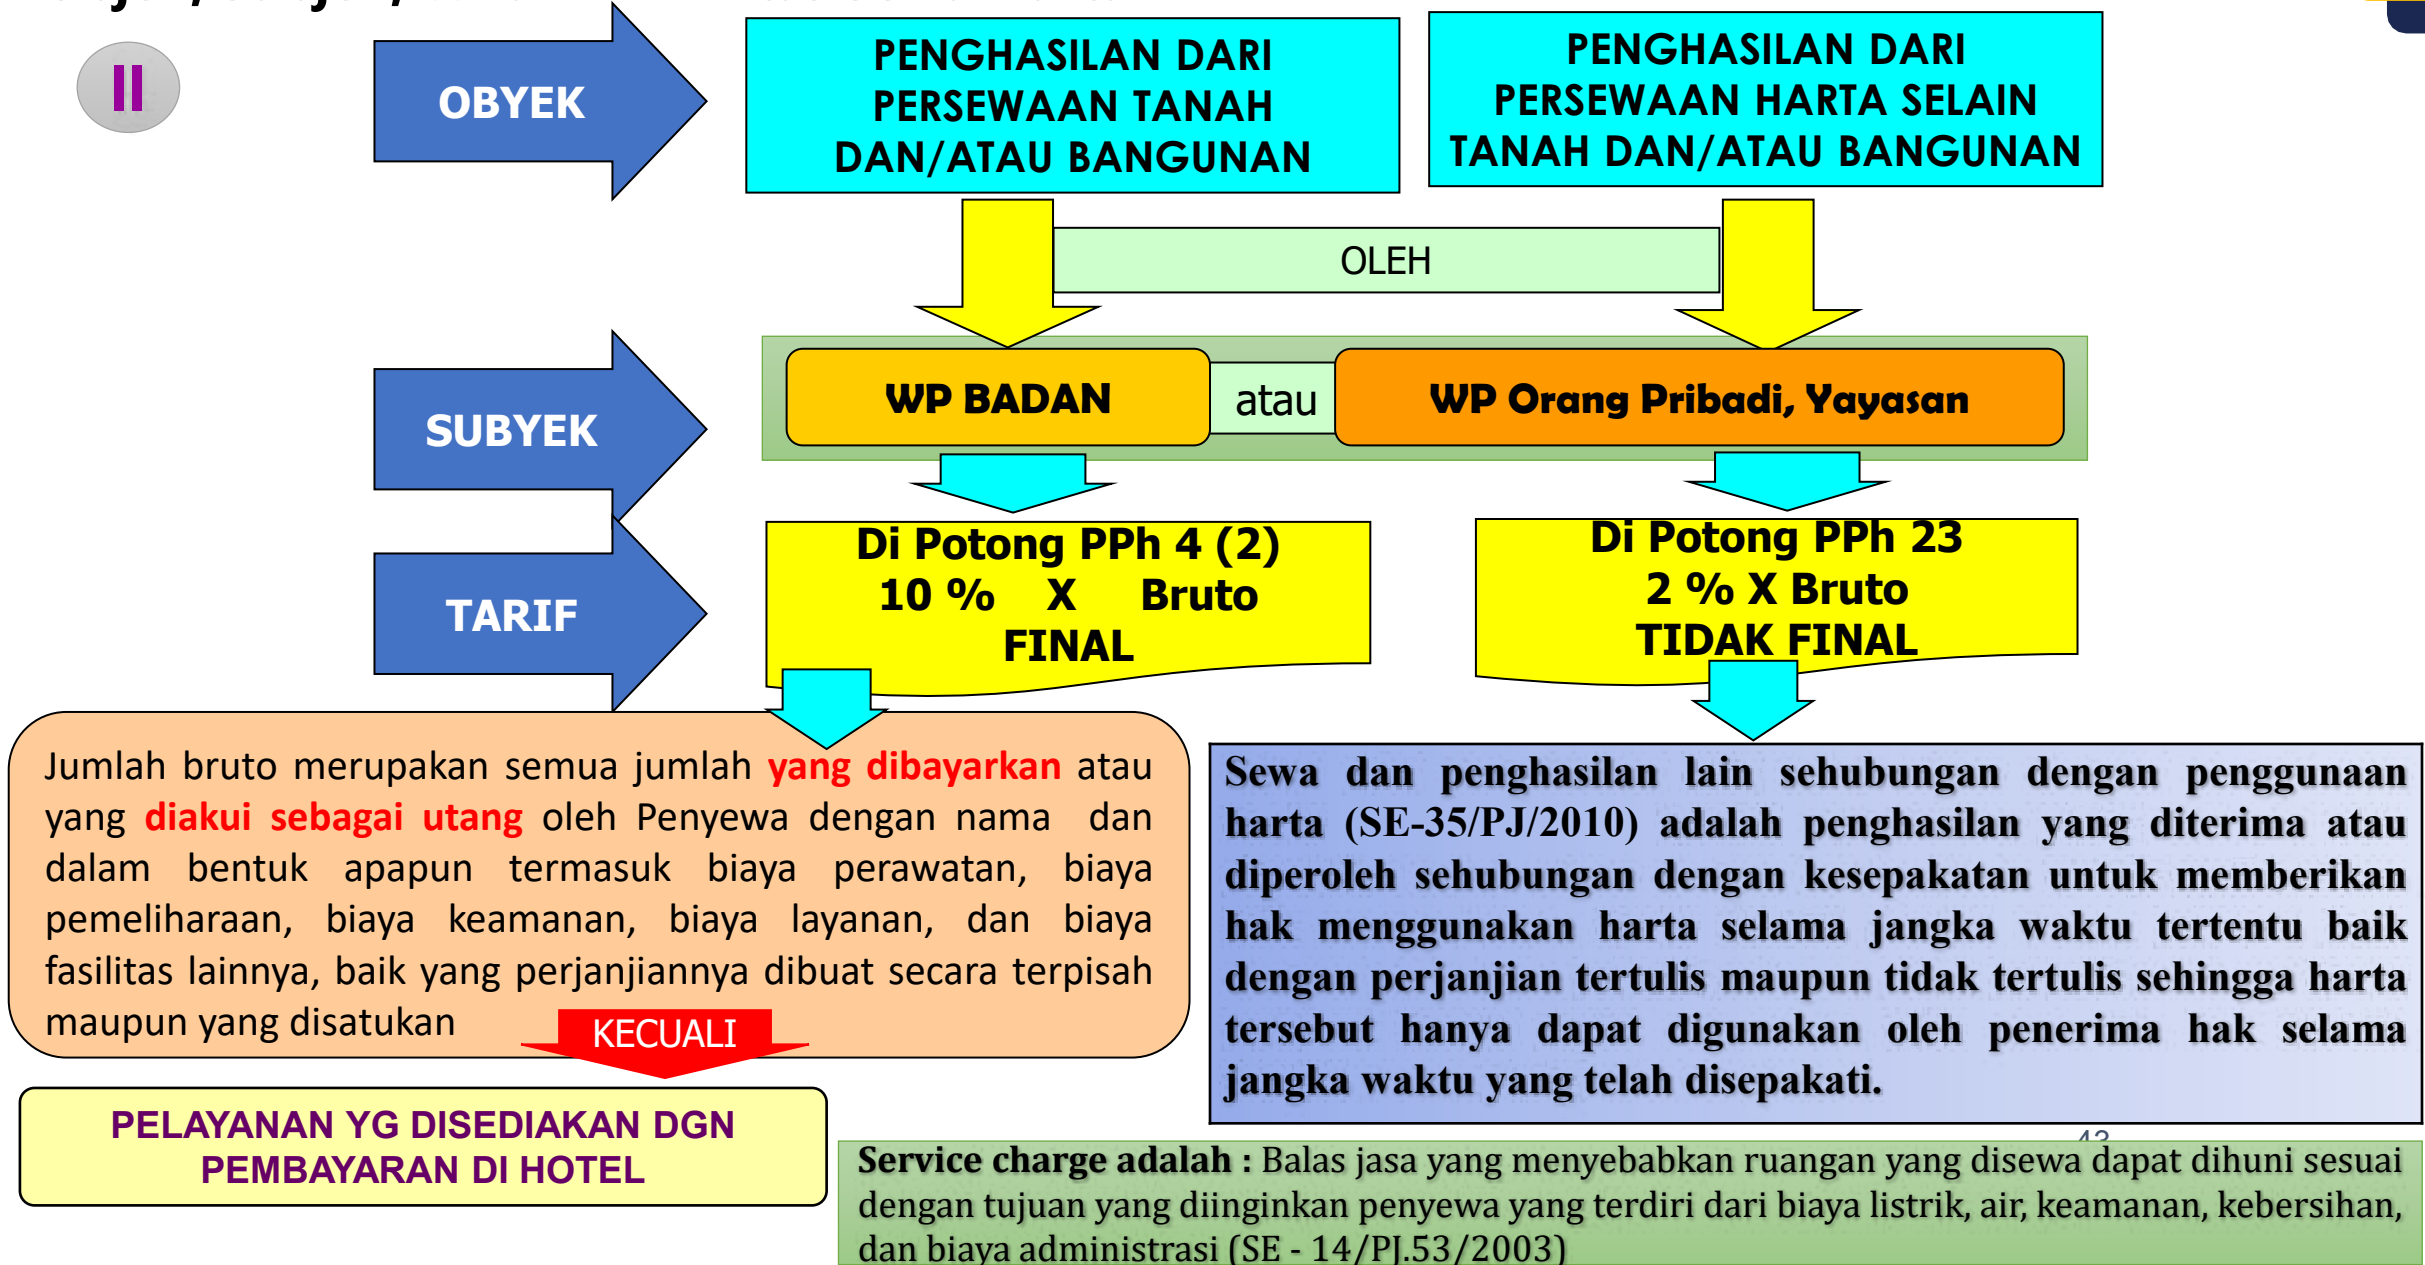 II
OBYEK
PENGHASILAN DARI
PERSEWAAN TANAH
DAN/ATAU BANGUNAN
PENGHASILAN DARI
PERSEWAAN HARTA SELAIN
TANAH DAN/ATAU BANGUNAN
OLEH
SUBYEK
WP BADAN
atau
WP Orang Pribadi, Yayasan
TARIF
Di Potong PPh 4 (2)
10 % X Bruto
FINAL
Di Potong PPh 23
2 % X Bruto
TIDAK FINAL
Jumlah bruto merupakan semua jumlah yang dibayarkan atau
yang diakui sebagai utang oleh Penyewa dengan nama dan
dalam bentuk apapun termasuk biaya perawatan, biaya
pemeliharaan, biaya keamanan, biaya layanan, dan biaya
fasilitas lainnya, baik yang perjanjiannya dibuat secara terpisah
maupun yang disatukan
KECUALI
PELAYANAN YG DISEDIAKAN DGN
PEMBAYARAN DI HOTEL
Sewa dan penghasilan lain sehubungan dengan penggunaan
harta (SE-35/PJ/2010) adalah penghasilan yang diterima atau
diperoleh sehubungan dengan kesepakatan untuk memberikan
hak menggunakan harta selama jangka waktu tertentu baik
dengan perjanjian tertulis maupun tidak tertulis sehingga harta
tersebut hanya dapat digunakan oleh penerima hak selama
jangka waktu yang telah disepakati.
Service charge adalah : Balas jasa yang menyebabkan ruangan yang disewa dapat dihuni sesuai
dengan tujuan yang diinginkan penyewa yang terdiri dari biaya listrik, air, keamanan, kebersihan,
dan biaya administrasi (SE - 14/PJ.53/2003)